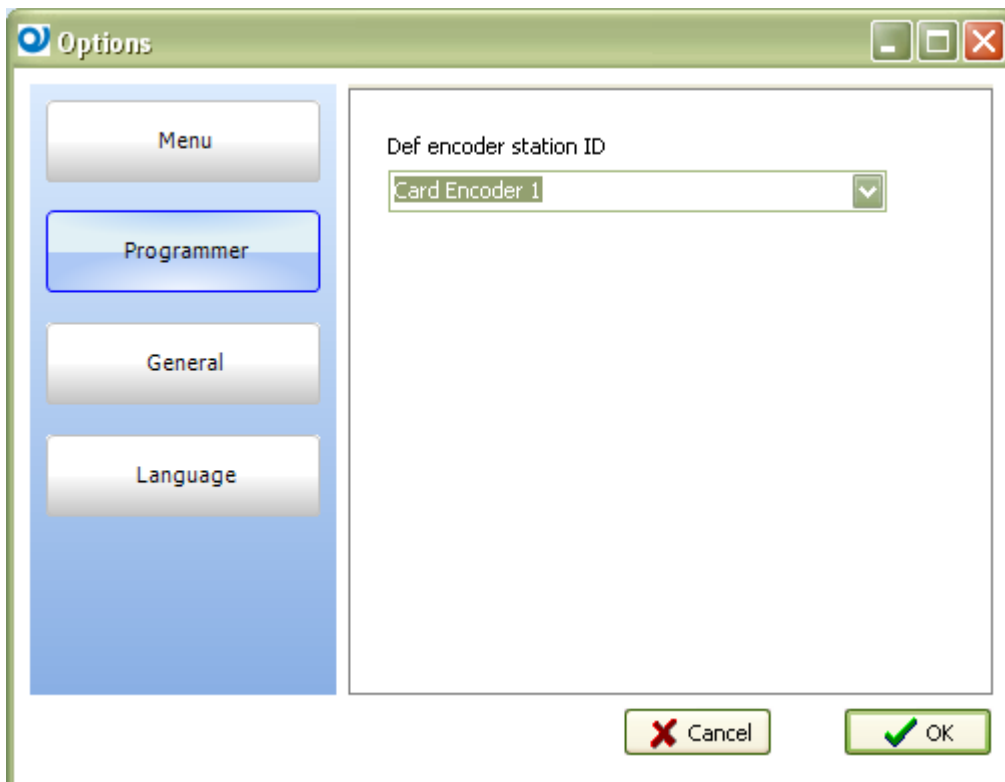 Options
Menu
Programmer
General
Language
Def encoder station ID
Card Encoder 1
Cancel
OK